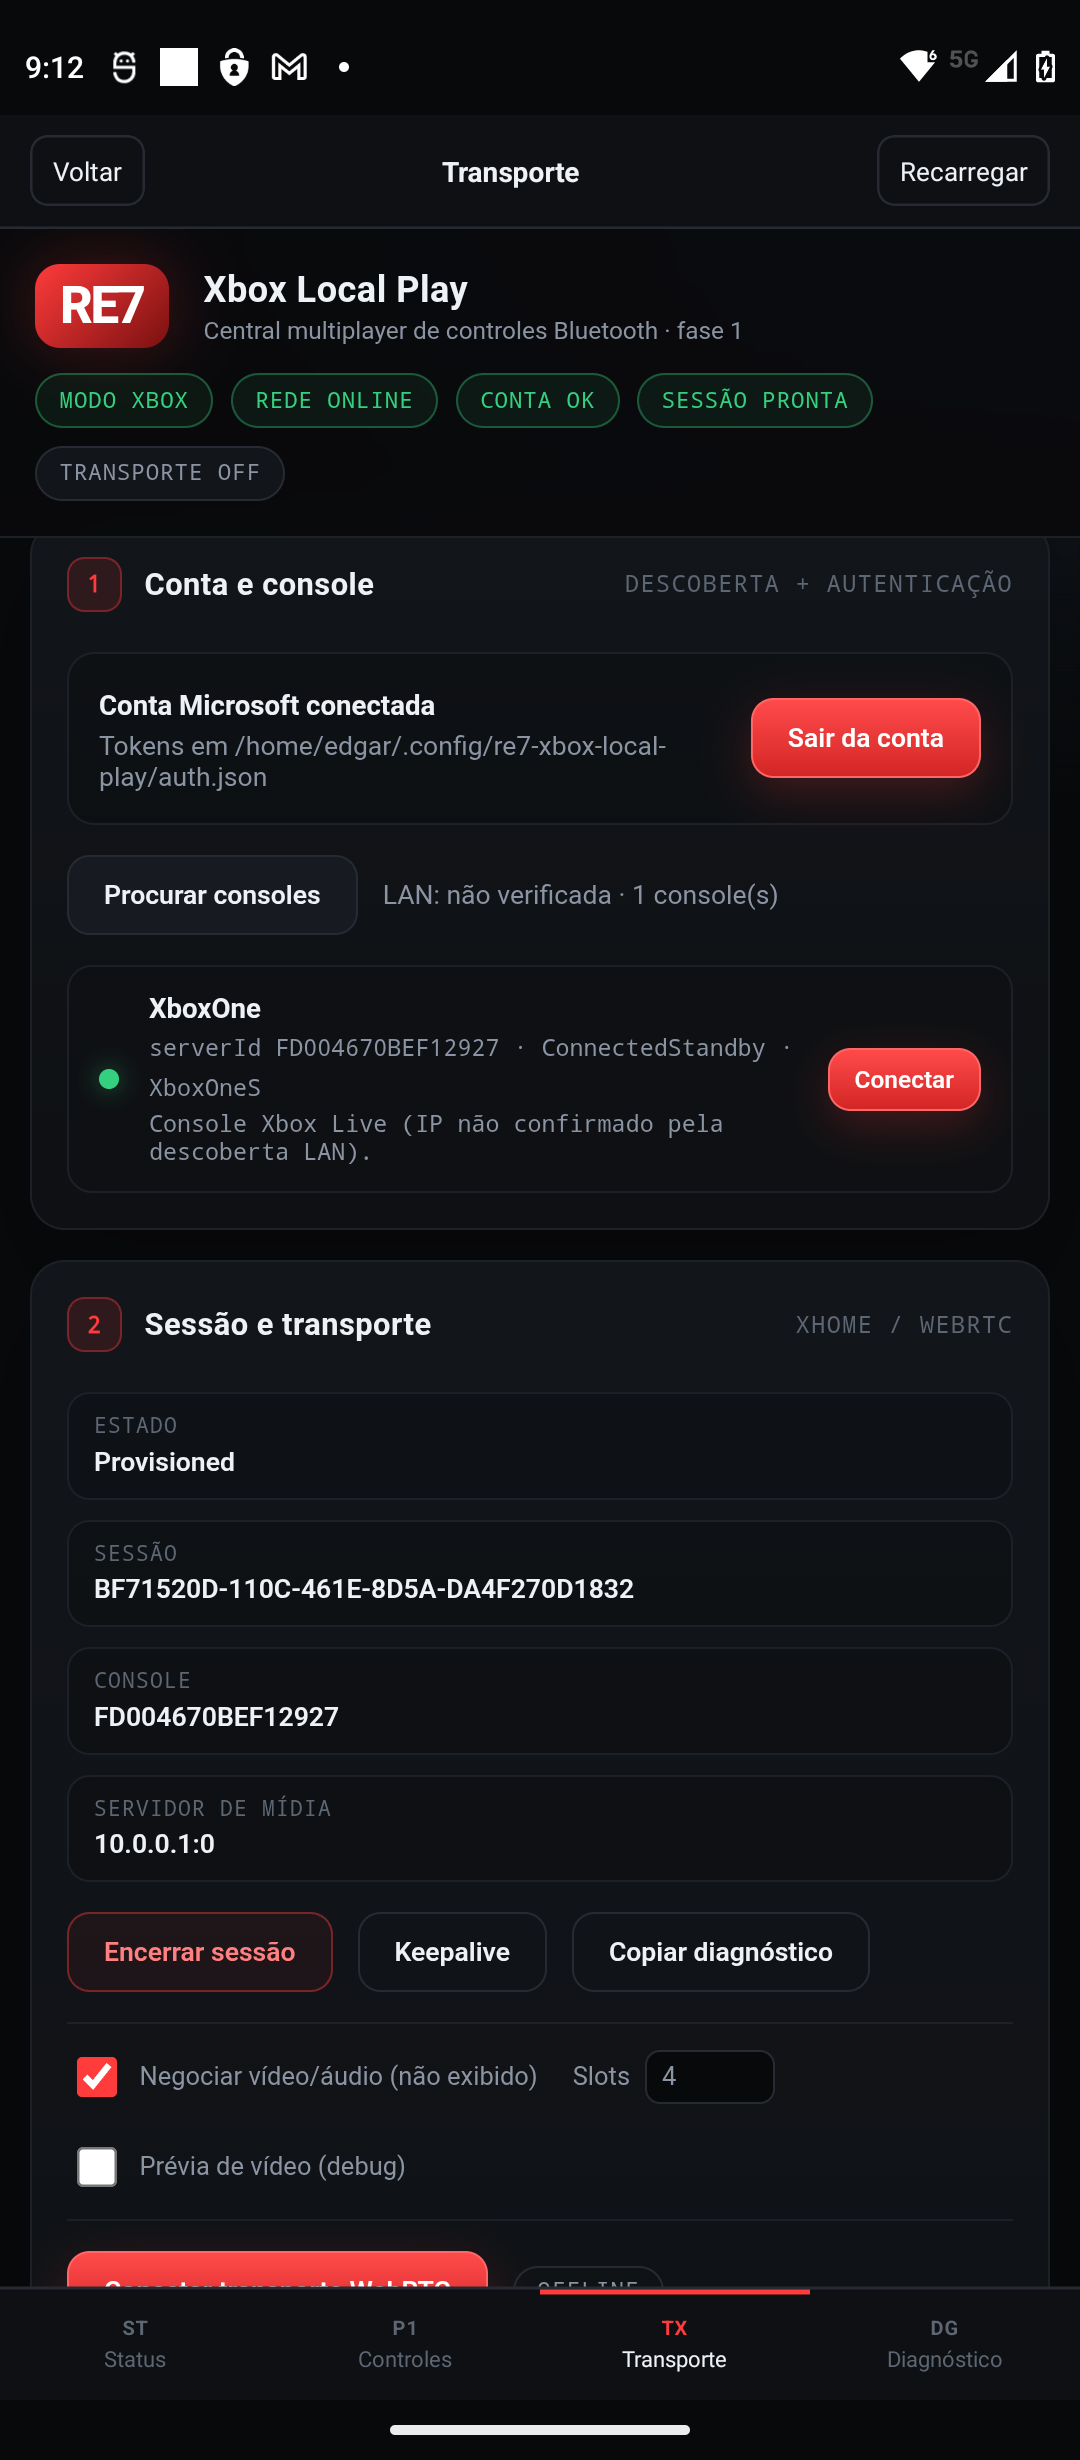 9:12
6 5G
Voltar
Transporte
Recarregar
RE7
Xbox Local Play
Central multiplayer de controles Bluetooth · fase 1
MODO XBOX
REDE ONLINE
CONTA OK
SESSÃO PRONTA
TRANSPORTE OFF
1
Conta e console
DESCOBERTA + AUTENTICAÇÃO
Conta Microsoft conectada
Tokens em /home/edgar/.config/re7-xbox-local-
play/auth.json
Sair da conta
Procurar consoles
LAN: não verificada · 1 console(s)
XboxOne
serverId FD004670BEF12927 · ConnectedStandby ·
XboxOneS
Console Xbox Live (IP não confirmado pela
descoberta LAN).
Conectar
2
Sessão e transporte
XHOME / WEBRTC
ESTADO
Provisioned
SESSÃO
BF71520D-110C-461E-8D5A-DA4F270D1832
CONSOLE
FD004670BEF12927
SERVIDOR DE MÍDIA
10.0.0.1:0
Encerrar sessão
Keepalive
Copiar diagnóstico
Negociar vídeo/áudio (não exibido)
Slots
4
Prévia de vídeo (debug)
Conectar transporte WebRTC
OFFLINE
ST
Status
P1
Controles
TX
Transporte
DG
Diagnóstico